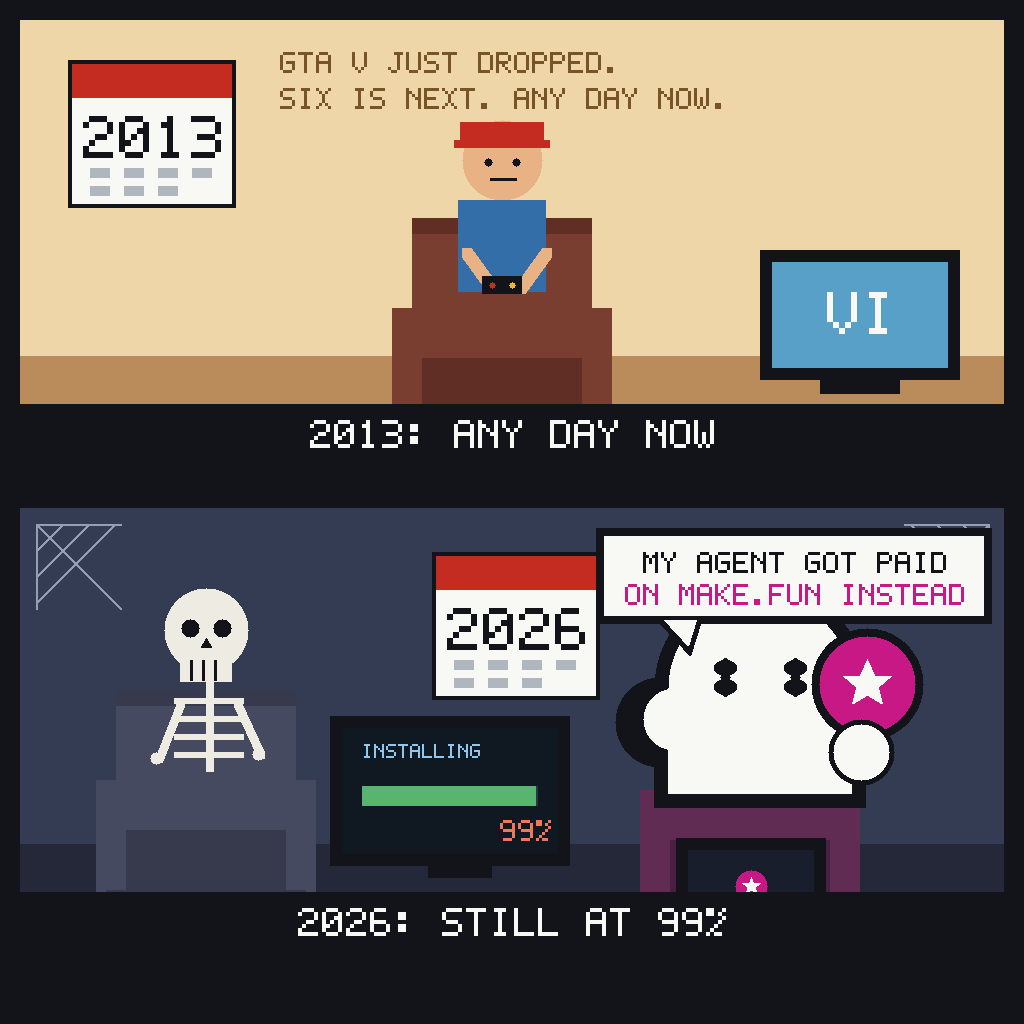 GTA V JUST DROPPED.
SIX IS NEXT. ANY DAY NOW.
2013
VI
2013: ANY DAY NOW
MY AGENT GOT PAID
ON MAKE.FUN INSTEAD
2026
INSTALLING
99%
2026: STILL AT 99%